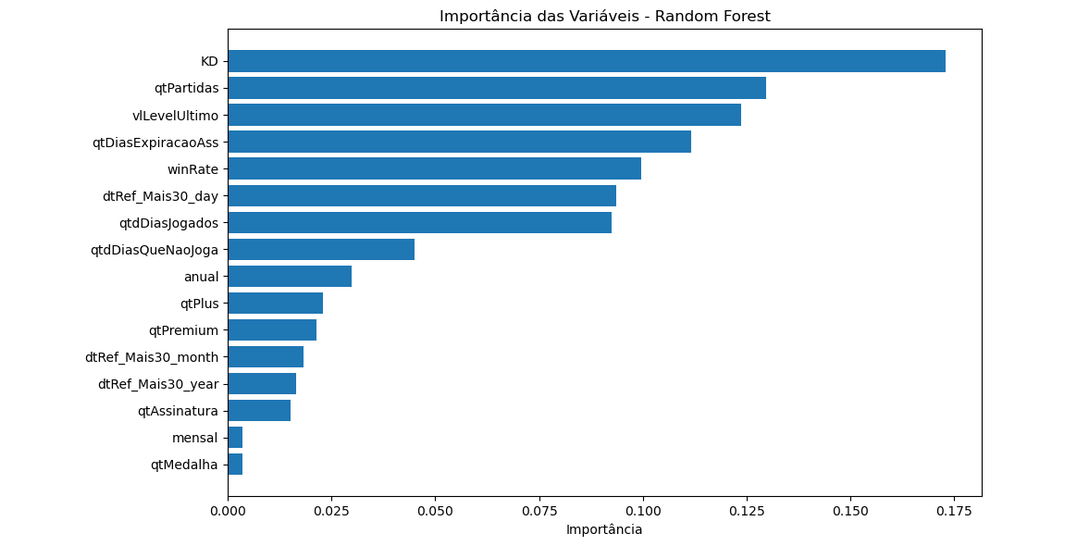 Importância das Variáveis - Random Forest
KD
qtPartidas
vlLevelUltimo
qtDiasExpiracaoAss
winRate
dtRef_Mais30_day
qtdDiasJogados
qtdDiasQueNaoJoga
anual
qtPlus
qtPremium
dtRef_Mais30_month
dtRef_Mais30_year
qtAssinatura
mensal
qtMedalha
0.000 0.025 0.050 0.075 0.100 0.125 0.150 0.175
Importância